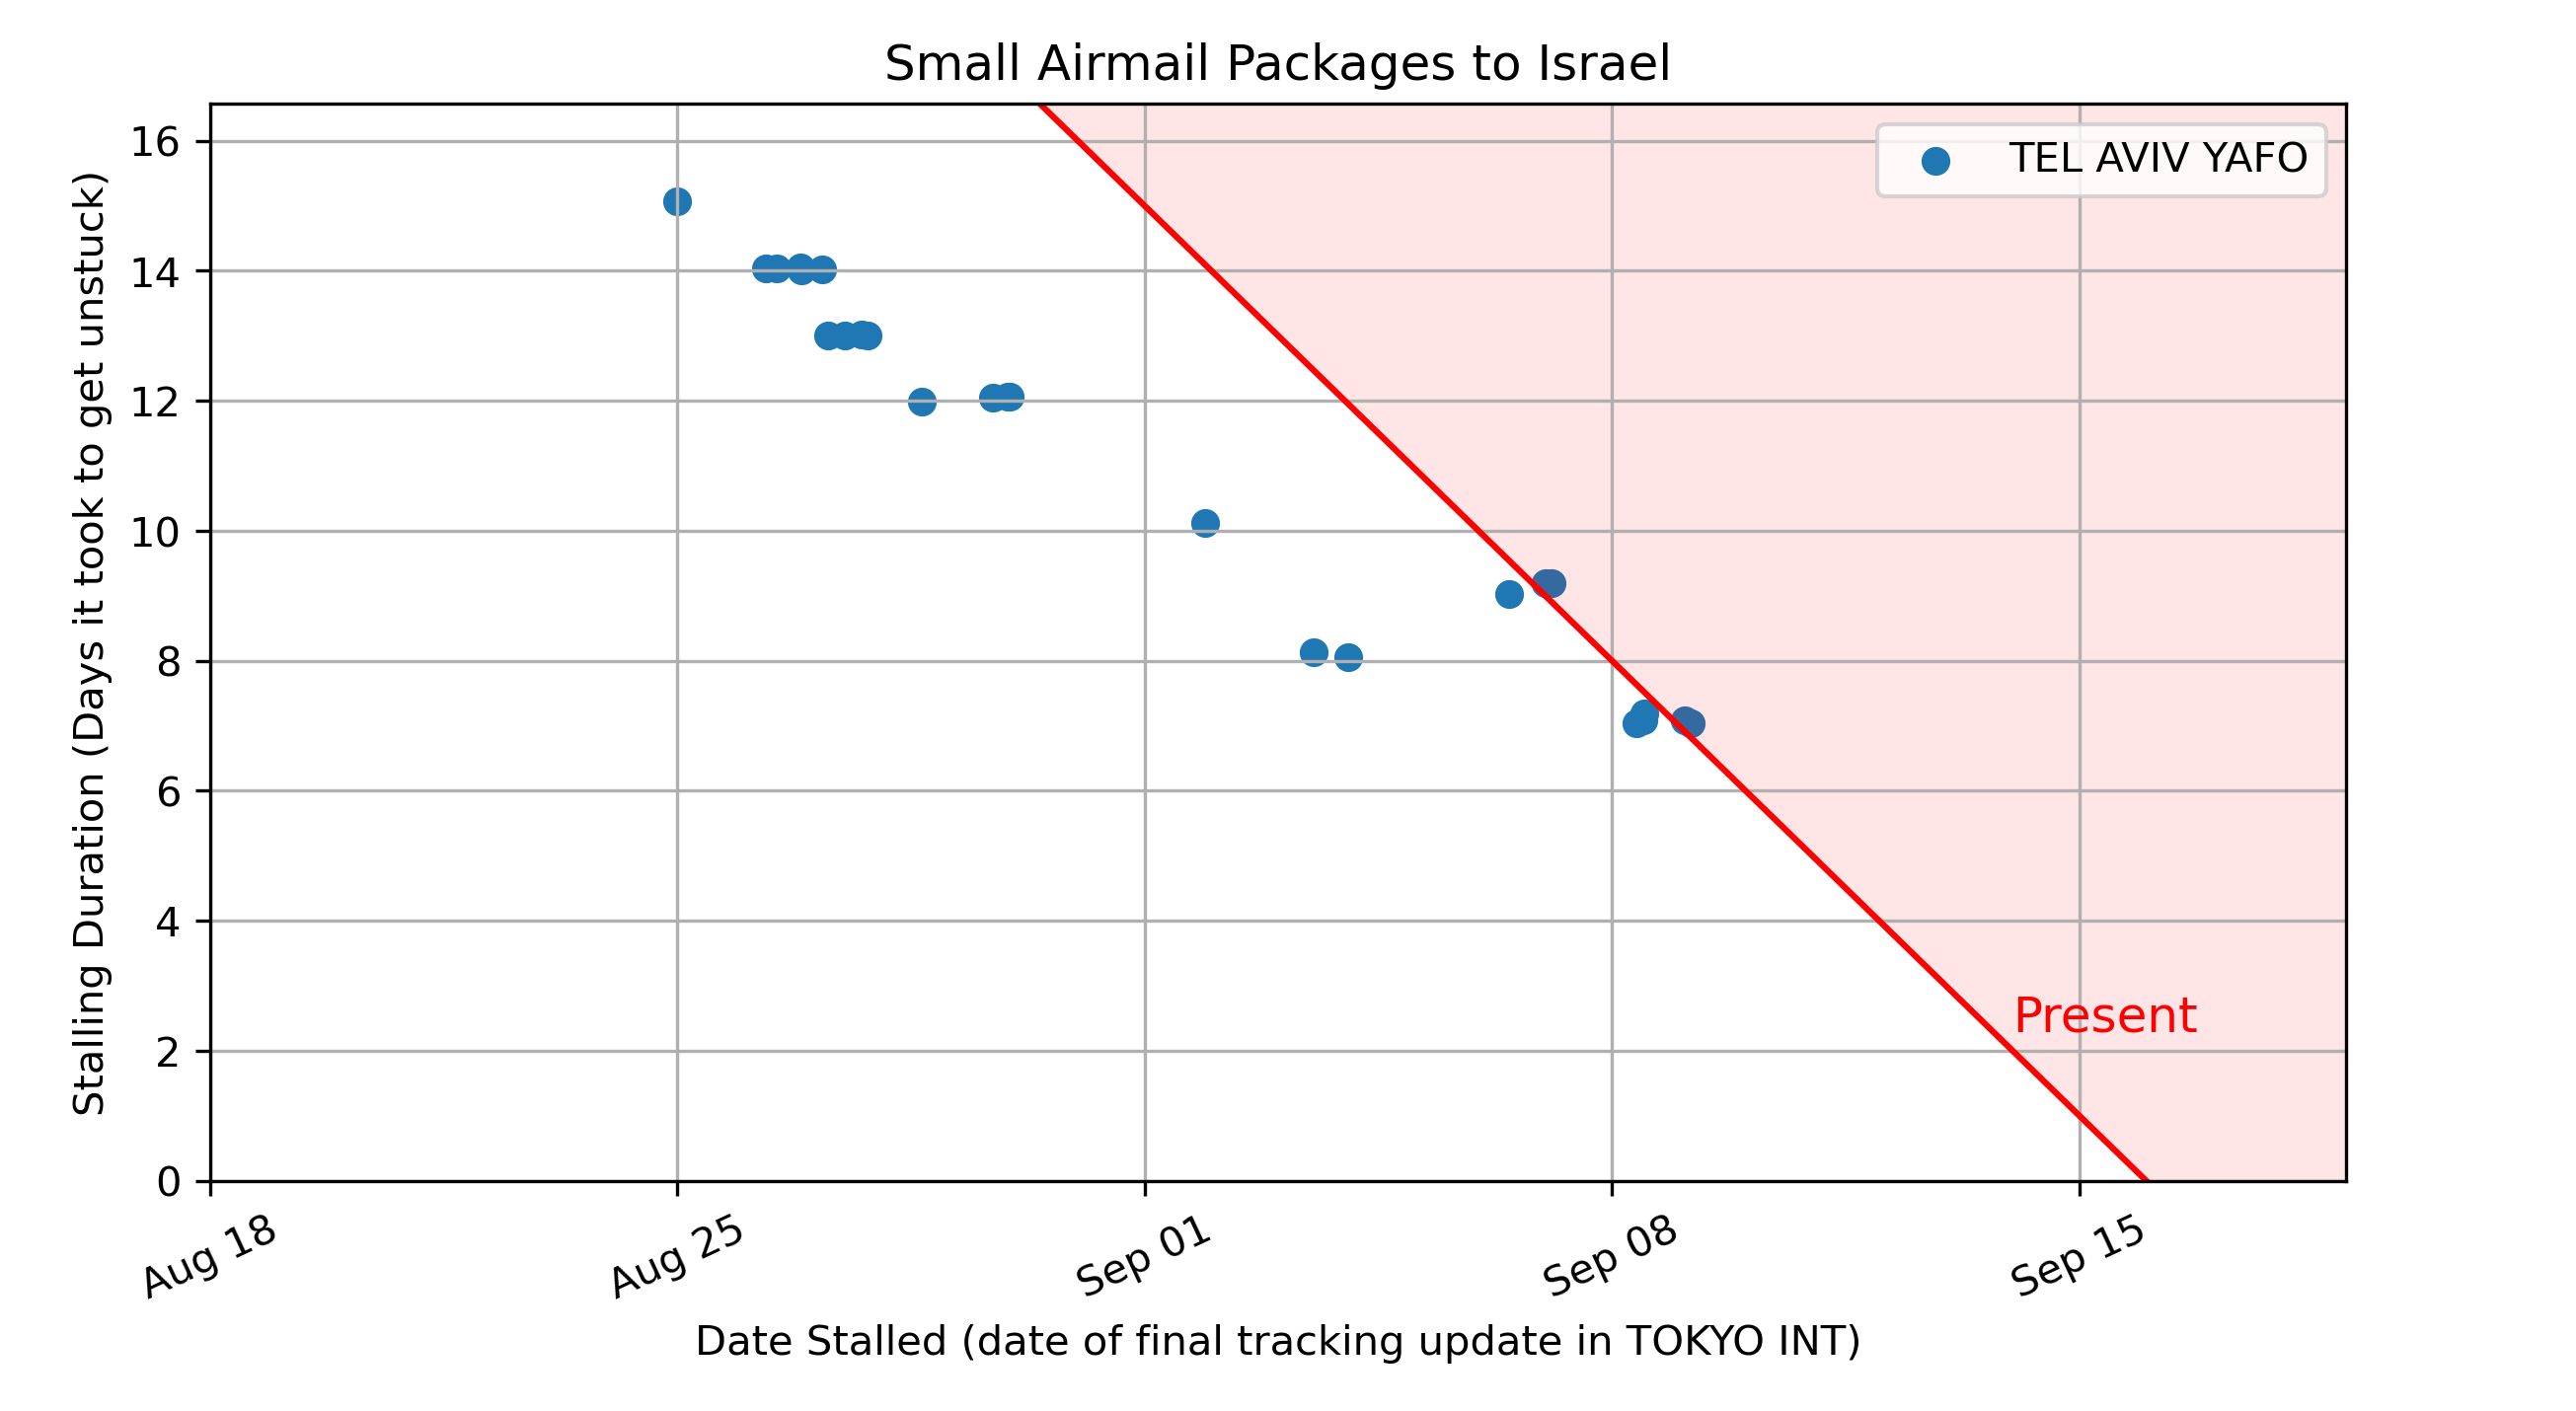 Small Airmail Packages to Israel
TEL AVIV YAFO
Stalling Duration (Days it took to get unstuck)
16
14
12
10
8
6
4
2
0
Present
Aug 18
Aug 25
Sep 01
Sep 08
Sep 15
Date Stalled (date of final tracking update in TOKYO INT)